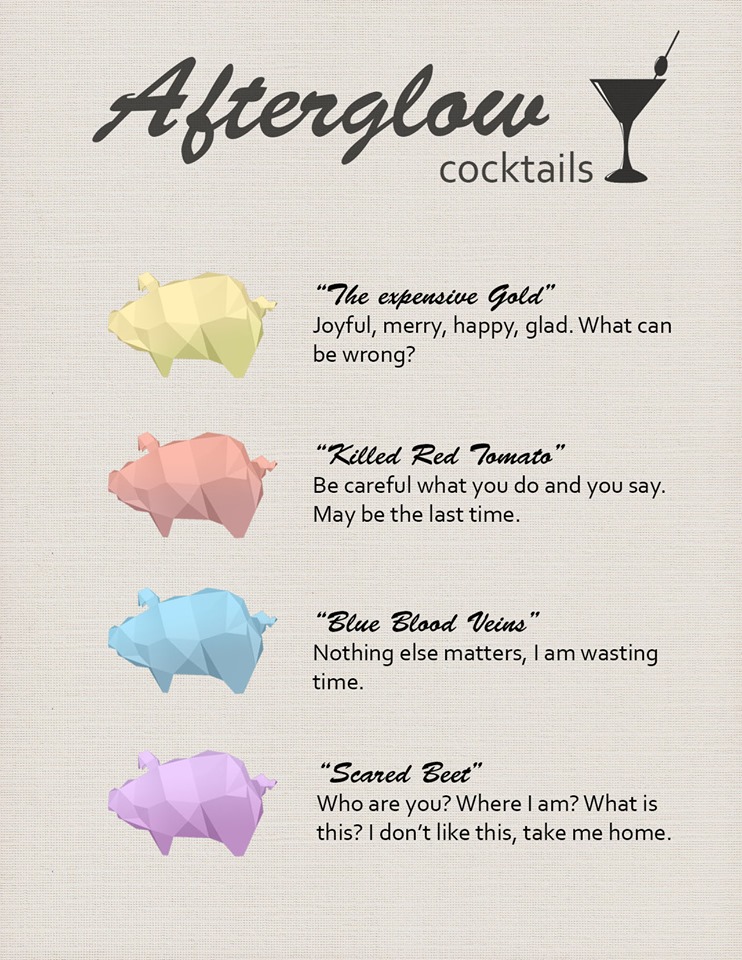 Afterglow
cocktails
“The expensive Gold”
Joyful, merry, happy, glad. What can
be wrong?
“Killed Red Tomato”
Be careful what you do and you say.
May be the last time.
“Blue Blood Veins”
Nothing else matters, I am wasting
time.
“Scared Beet”
Who are you? Where I am? What is
this? I don’t like this, take me home.